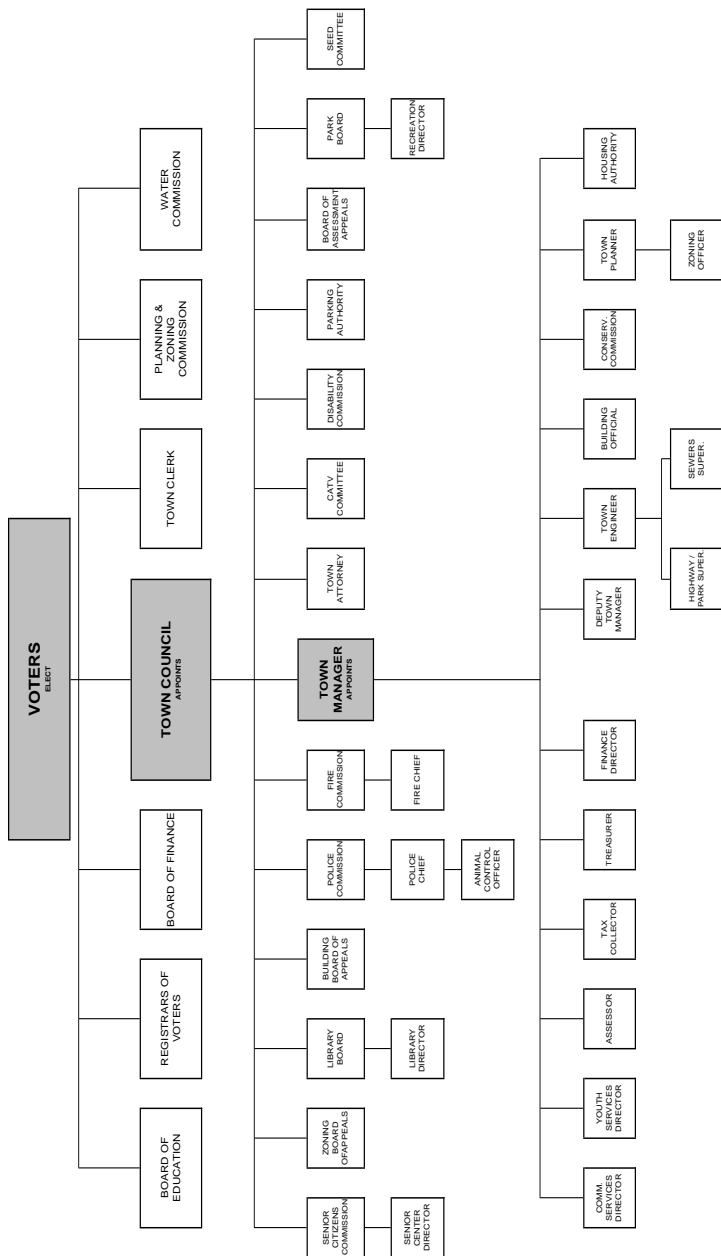 VOTERS
ELECT
BOARD OF
EDUCATION
REGISTRARS OF
VOTERS
BOARD OF FINANCE
TOWN COUNCIL
APPOINTS
TOWN CLERK
PLANNING &
ZONING
COMMISSION
WATER
COMMISSION
SENIOR
CITIZENS
COMMISSION
ZONING
BOARD
OFAPPEALS
LIBRARY
BOARD
BUILDING
BOARD OF
APPEALS
POLICE
COMMISSION
FIRE
COMMISSION
TOWN
MANAGER
APPOINTS
TOWN
ATTORNEY
CATV
COMMITTEE
DISABILITY
COMMISSION
PARKING
AUTHORITY
BOARD OF
ASSESSMENT
APPEALS
PARK
BOARD
SEED
COMMITTEE
SENIOR
CENTER
DIRECTOR
LIBRARY
DIRECTOR
POLICE
CHIEF
FIRE CHIEF
RECREATION
DIRECTOR
ANIMAL
CONTROL
OFFICER
COMM.
SERVICES
DIRECTOR
YOUTH
SERVICES
DIRECTOR
ASSESSOR
TAX
COLLECTOR
TREASURER
FINANCE
DIRECTOR
DEPUTY
TOWN
MANAGER
TOWN
ENGINEER
BUILDING
OFFICIAL
CONSERV.
COMMISSION
TOWN
PLANNER
HOUSING
AUTHORITY
HIGHWAY /
PARK SUPER.
SEWERS
SUPER.
ZONING
OFFICER